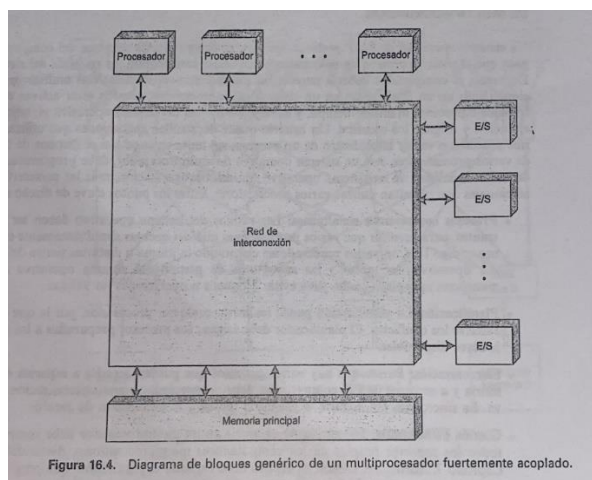 Procesador Procesador . . . Procesador
E/S
E/S
Red de
interconexión
E/S
Memoria principal
Figura 16.4. Diagrama de bloques genérico de un multiprocesador fuertemente acoplado.